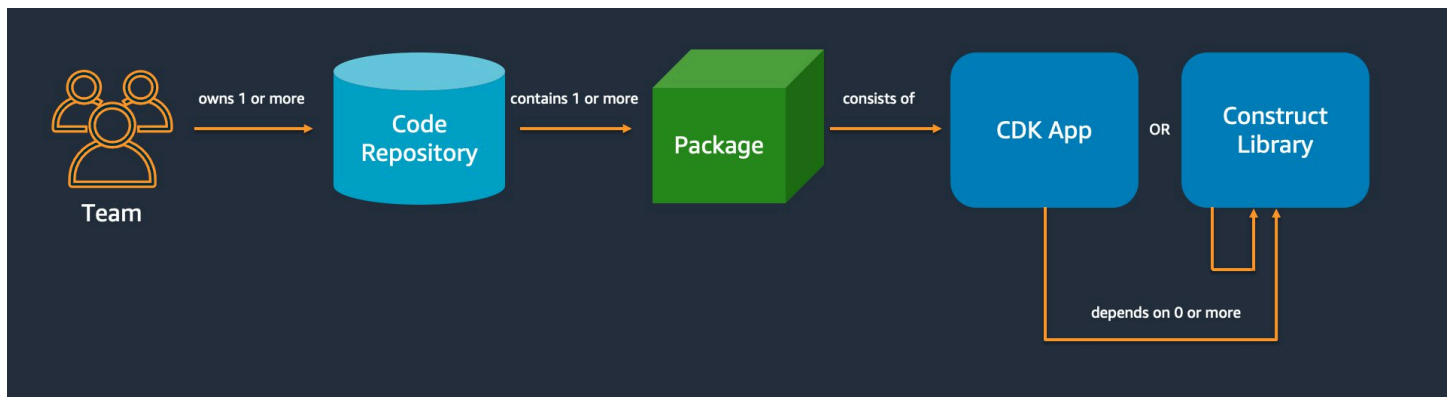 Team
owns 1 or more
Code
Repository
contains 1 or more
Package
consists of
CDK App
OR
Construct
Library
depends on 0 or more